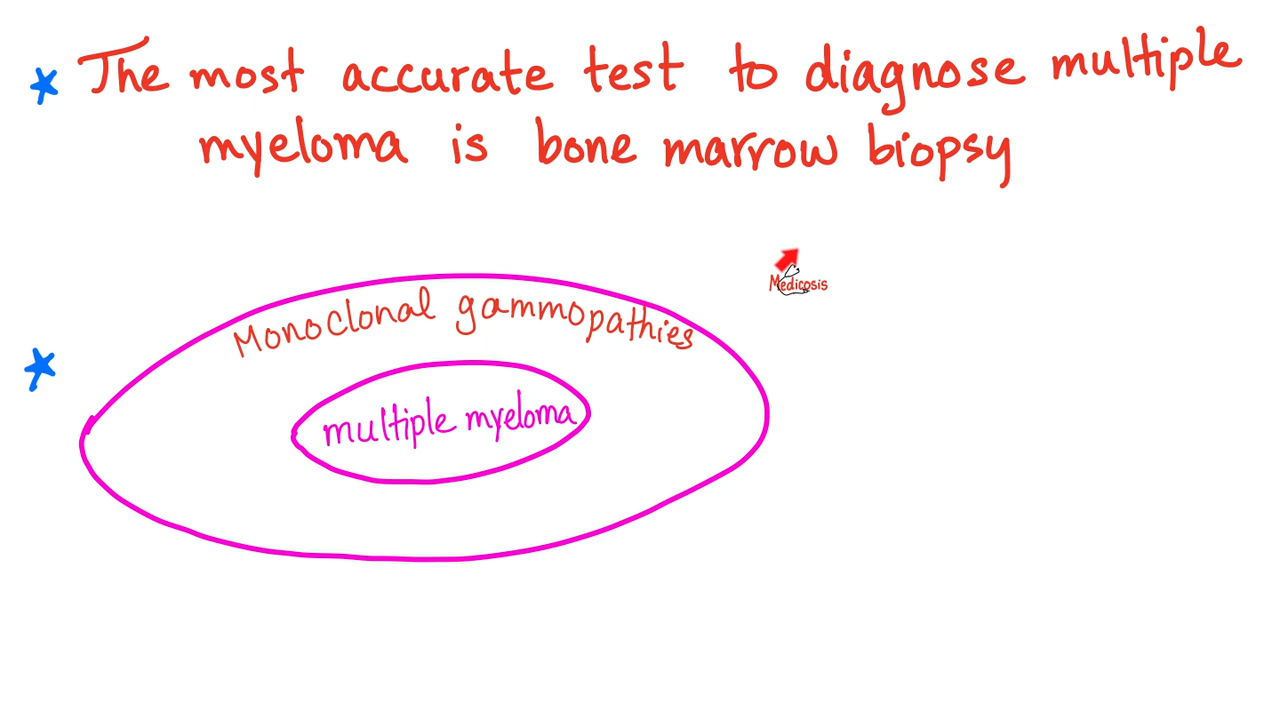 The most accurate test to diagnose multiple
myeloma is bone marrow biopsy
Medicosis
Monoclonal gammopathies
multiple myeloma